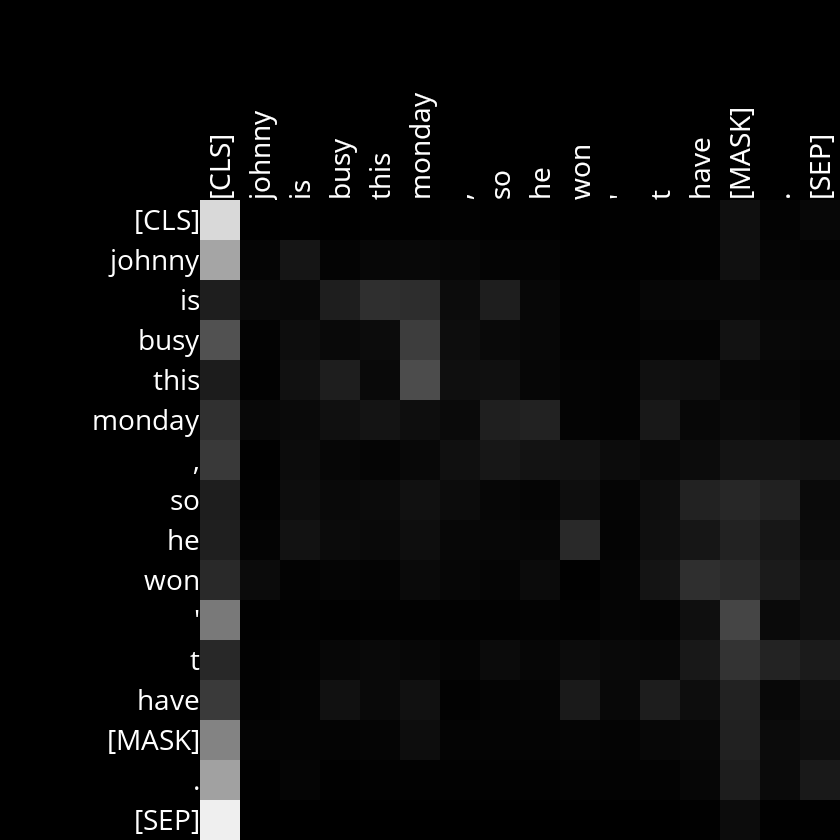 [CLS] johnny is busy this monday , so he won ' t have [MASK] . [SEP]
[CLS]
johnny
is
busy
this
monday
,
so
he
won
'
t
have
[MASK]
.
[SEP]